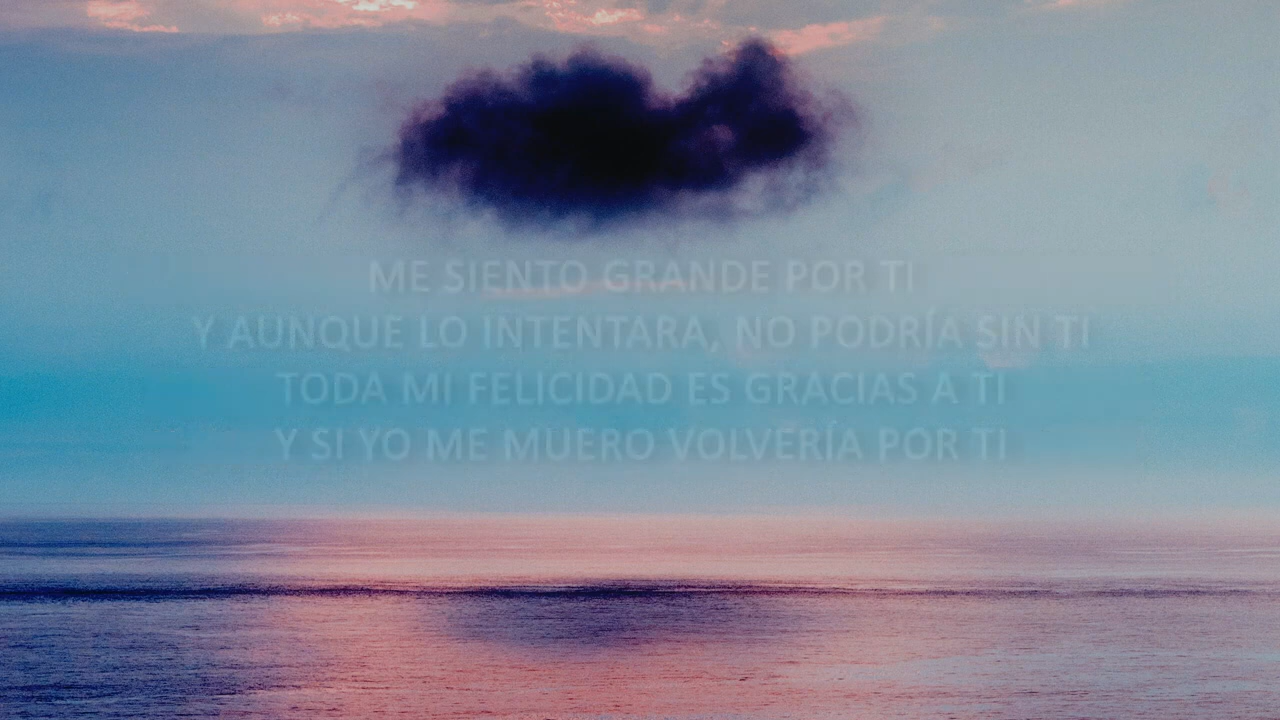 ME SIENTO GRANDE POR TI
Y AUNQUE LO INTENTARA, NO PODRÍA SIN TI
TODA MI FELICIDAD ES GRACIAS A TI
Y SI YO ME MUERO VOLVERÍA POR TI